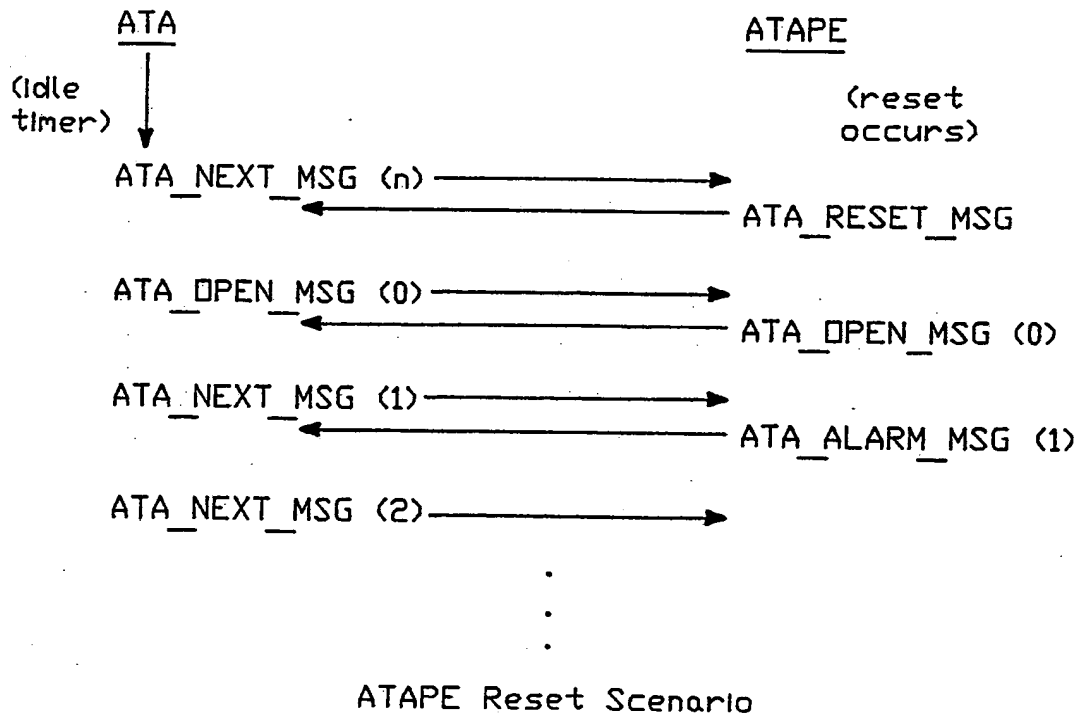 ATA
ATAPE
(idle
timer)
(reset
occurs)
ATA_NEXT_MSG (n)
ATA_RESET_MSG
ATA_OPEN_MSG (0)
ATA_OPEN_MSG (0)
ATA_NEXT_MSG (1)
ATA_ALARM_MSG (1)
ATA_NEXT_MSG (2)
ATAPE Reset Scenario